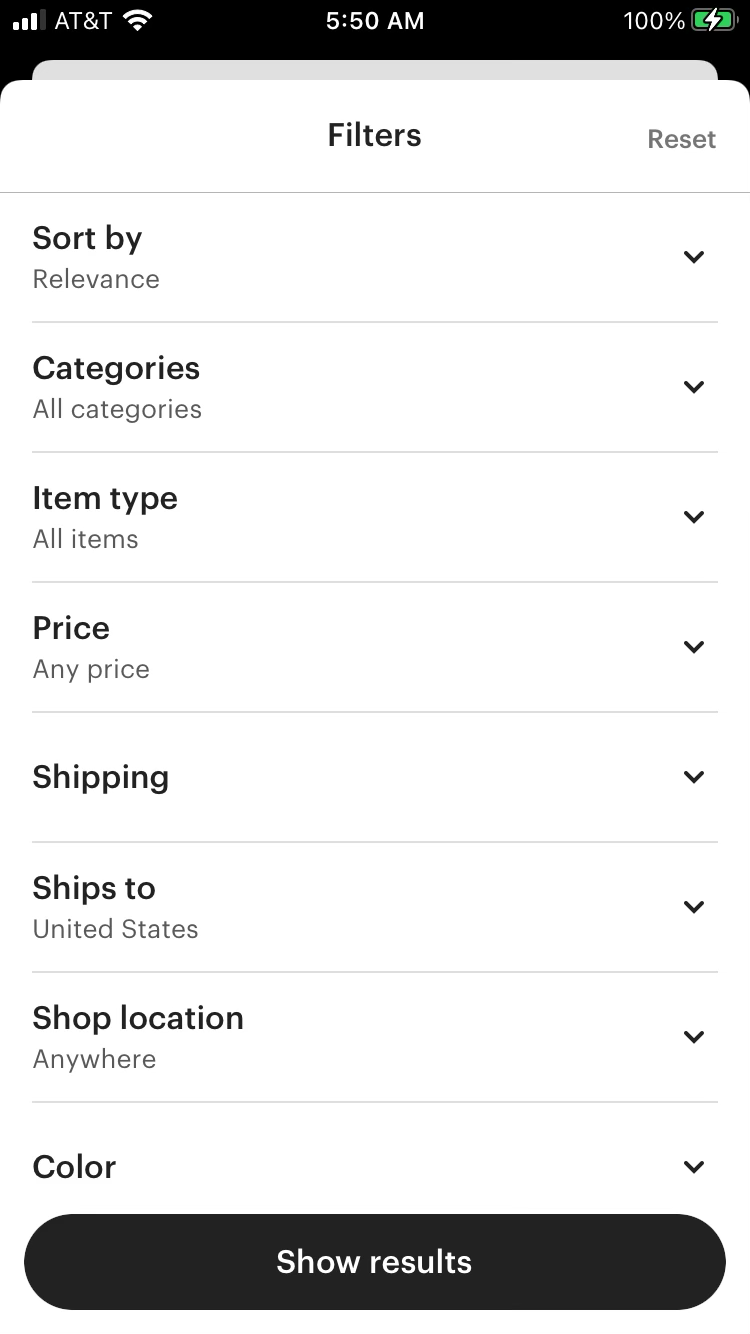 AT&T 5:50 AM 100%
Filters Reset
Sort by
Relevance
Categories
All categories
Item type
All items
Price
Any price
Shipping
Ships to
United States
Shop location
Anywhere
Color
Show results